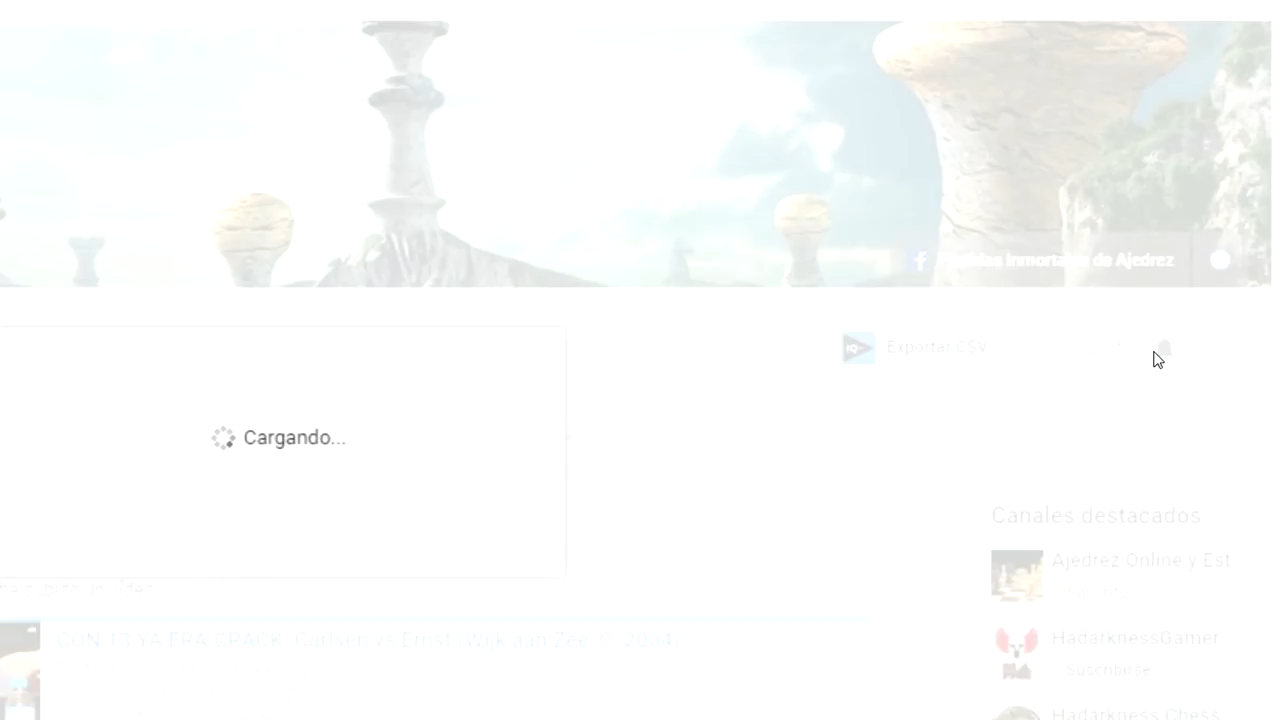 Inmortales de Ajedrez
Exportar CSV
Cargando...
Canales destacados
Ajedrez Online y Est
HadarknessGamer
CON 13 YA ERA CRACK: Carlsen vs Ernst (Wijk aan Zee, C, 2004)
Suscribirse
Hadarkness Chess